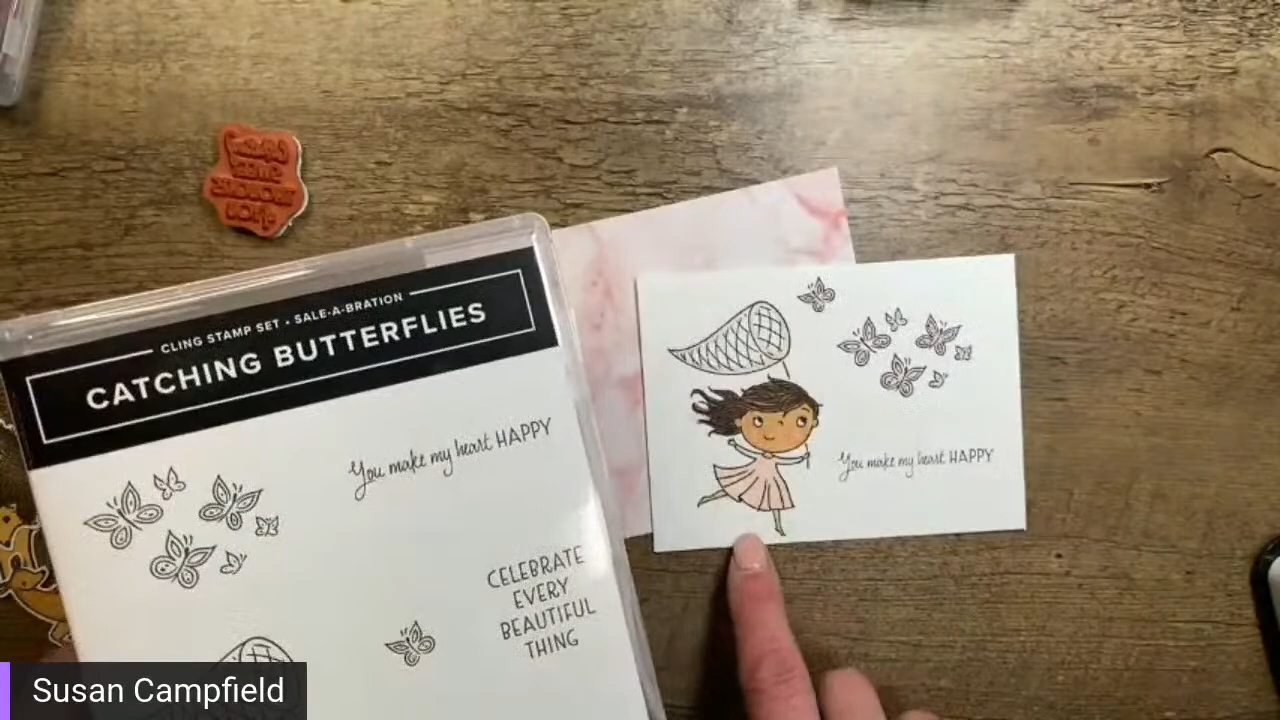 CLING STAMP SET • SALE-A-BRATION
CATCHING BUTTERFLIES
You make my heart HAPPY
CELEBRATE
EVERY
BEAUTIFUL
THING
You make my heart HAPPY
Susan Campfield